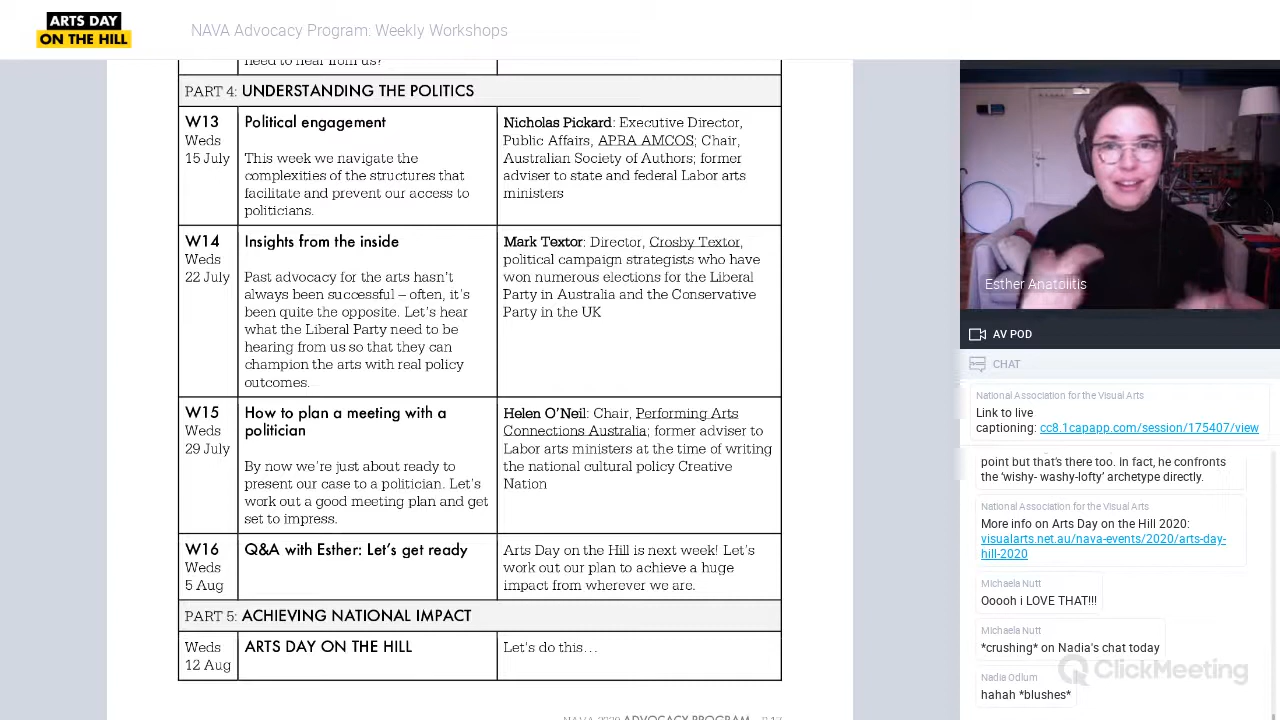 ARTS DAY
ON THE HILL
NAVA Advocacy Program: Weekly Workshops
need to hear from us?
PART 4: UNDERSTANDING THE POLITICS
W13
Weds
15 July
Political engagement
This week we navigate the
complexities of the structures that
facilitate and prevent our access to
politicians.
Nicholas Pickard: Executive Director,
Public Affairs, APRA AMCOS; Chair,
Australian Society of Authors; former
adviser to state and federal Labor arts
ministers
W14
Weds
22 July
Insights from the inside
Past advocacy for the arts hasn't
always been successful – often, it's
been quite the opposite. Let's hear
what the Liberal Party need to be
hearing from us so that they can
champion the arts with real policy
outcomes.
Mark Textor: Director, Crosby Textor,
political campaign strategists who have
won numerous elections for the Liberal
Party in Australia and the Conservative
Party in the UK
W15
Weds
29 July
How to plan a meeting with a
politician
By now we're just about ready to
present our case to a politician. Let's
work out a good meeting plan and get
set to impress.
Helen O'Neil: Chair, Performing Arts
Connections Australia; former adviser to
Labor arts ministers at the time of writing
the national cultural policy Creative
Nation
W16
Weds
5 Aug
Q&A with Esther: Let's get ready
Arts Day on the Hill is next week! Let's
work out our plan to achieve a huge
impact from wherever we are.
PART 5: ACHIEVING NATIONAL IMPACT
Weds
12 Aug
ARTS DAY ON THE HILL
Let's do this...
NAVA 2020 ADVOCACY PROGRAM
Esther Anatolitis
AV POD
CHAT
National Association for the Visual Arts
Link to live
captioning: cc8.1capapp.com/session/175407/view
point but that's there too. In fact, he confronts
the 'wishy- washy-lofty' archetype directly.
National Association for the Visual Arts
More info on Arts Day on the Hill 2020:
visualarts.net.au/nava-events/2020/arts-day-
hill-2020
Michaela Nutt
Ooooh i LOVE THAT!!!
Michaela Nutt
*crushing* on Nadia's chat today
Nadia Odlum
hahah *blushes*
ClickMeeting